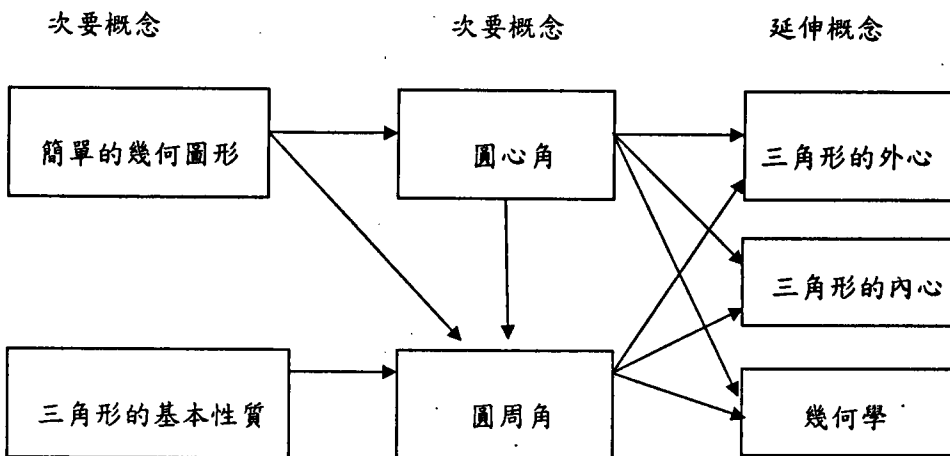 次要概念 次要概念 延伸概念
簡單的幾何圖形 圓心角 三角形的外心
三角形的內心
三角形的基本性質 圓周角 幾何學